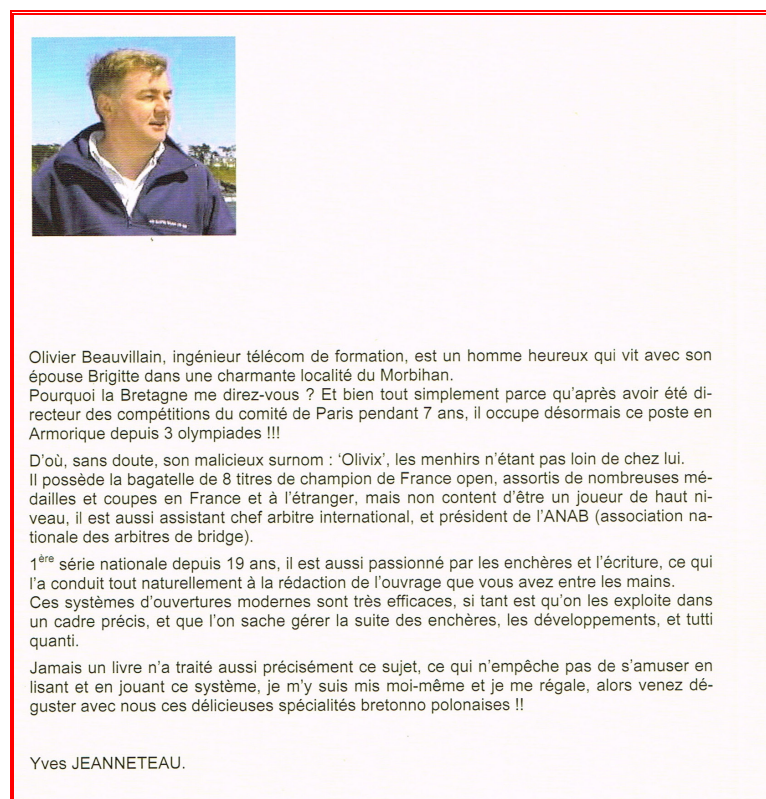 Olivier Beauvillain, ingénieur télécom de formation, est un homme heureux qui vit avec son
épouse Brigitte dans une charmante localité du Morbihan.
Pourquoi la Bretagne me direz-vous ? Et bien tout simplement parce qu'après avoir été di-
recteur des compétitions du comité de Paris pendant 7 ans, il occupe désormais ce poste en
Armorique depuis 3 olympiades !!!
D'où, sans doute, son malicieux surnom : 'Olivix', les menhirs n'étant pas loin de chez lui.
Il possède la bagatelle de 8 titres de champion de France open, assortis de nombreuses mé-
dailles et coupes en France et à l'étranger, mais non content d'être un joueur de haut ni-
veau, il est aussi assistant chef arbitre international, et président de l'ANAB (association na-
tionale des arbitres de bridge).
1ère série nationale depuis 19 ans, il est aussi passionné par les enchères et l'écriture, ce qui
l'a conduit tout naturellement à la rédaction de l'ouvrage que vous avez entre les mains.
Ces systèmes d'ouvertures modernes sont très efficaces, si tant est qu'on les exploite dans
un cadre précis, et que l'on sache gérer la suite des enchères, les développements, et tutti
quanti.
Jamais un livre n'a traité aussi précisément ce sujet, ce qui n'empêche pas de s'amuser en
lisant et en jouant ce système, je m'y suis mis moi-même et je me régale, alors venez dé-
guster avec nous ces délicieuses spécialités bretonno polonaises !!
Yves JEANNETEAU.